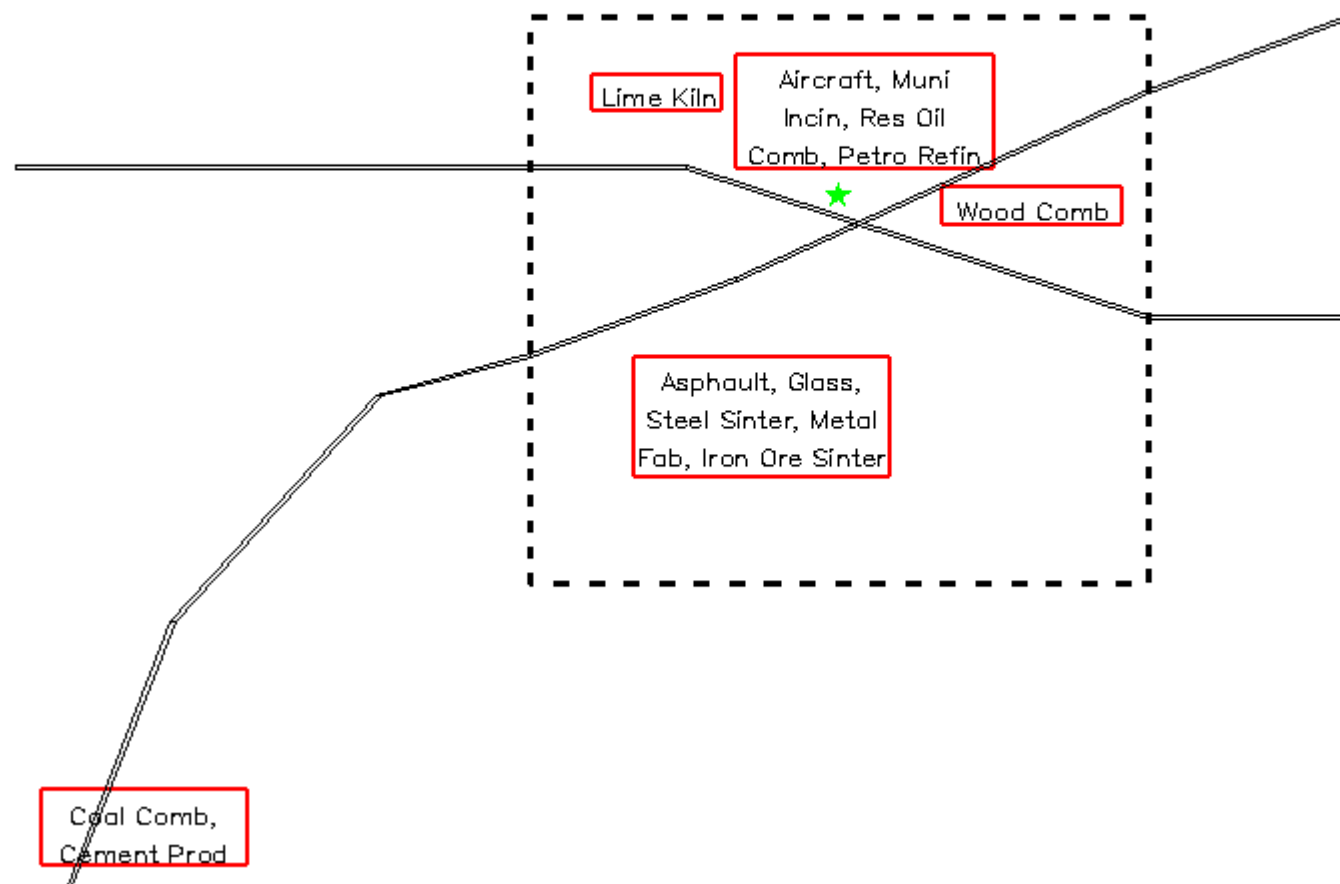 Lime Kiln
Aircraft, Muni
Incin, Res Oil
Comb, Petro Refin
Wood Comb
Asphault, Glass,
Steel Sinter, Metal
Fab, Iron Ore Sinter
Coal Comb,
Cement Prod